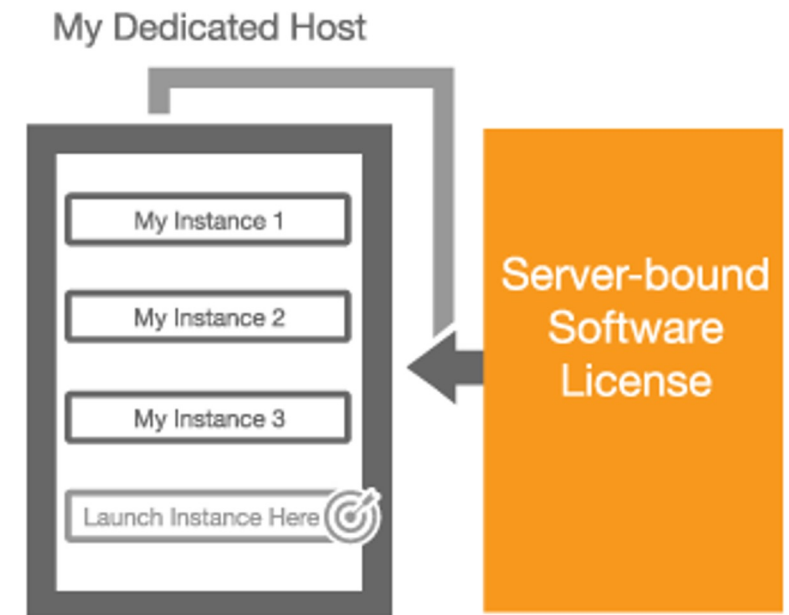 My Dedicated Host
My Instance 1
My Instance 2
My Instance 3
Launch Instance Here
Server-bound
Software
License